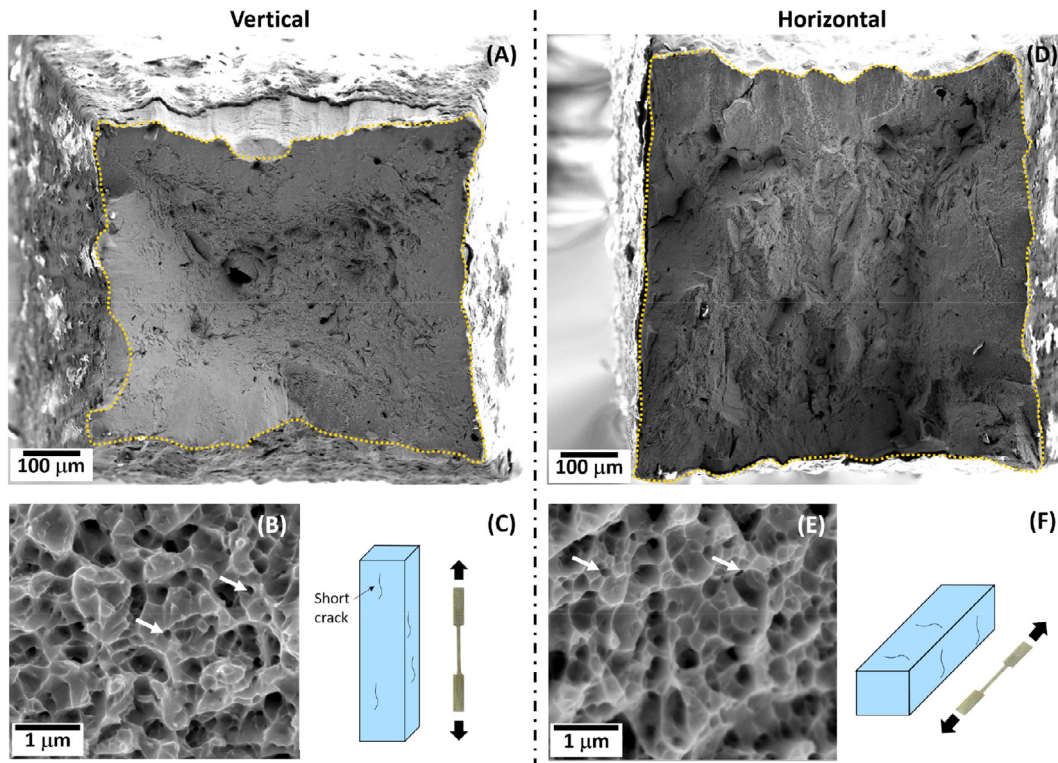 Vertical
Horizontal
(A)
(D)
100 μm
100 μm
(B)
(C)
Short
crack
1 μm
(E)
(F)
1 μm